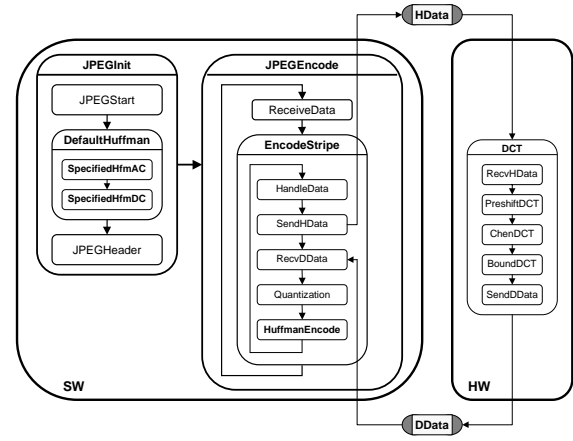 HData
JPEGInit
JPEGStart
DefaultHuffman
SpecifiedHfmAC
SpecifiedHfmDC
JPEGHeader
JPEGEncode
ReceiveData
EncodeStripe
HandleData
SendHData
RecvDData
Quantization
HuffmanEncode
SW
DCT
RecvHData
PreshiftDCT
ChenDCT
BoundDCT
SendDData
HW
DData